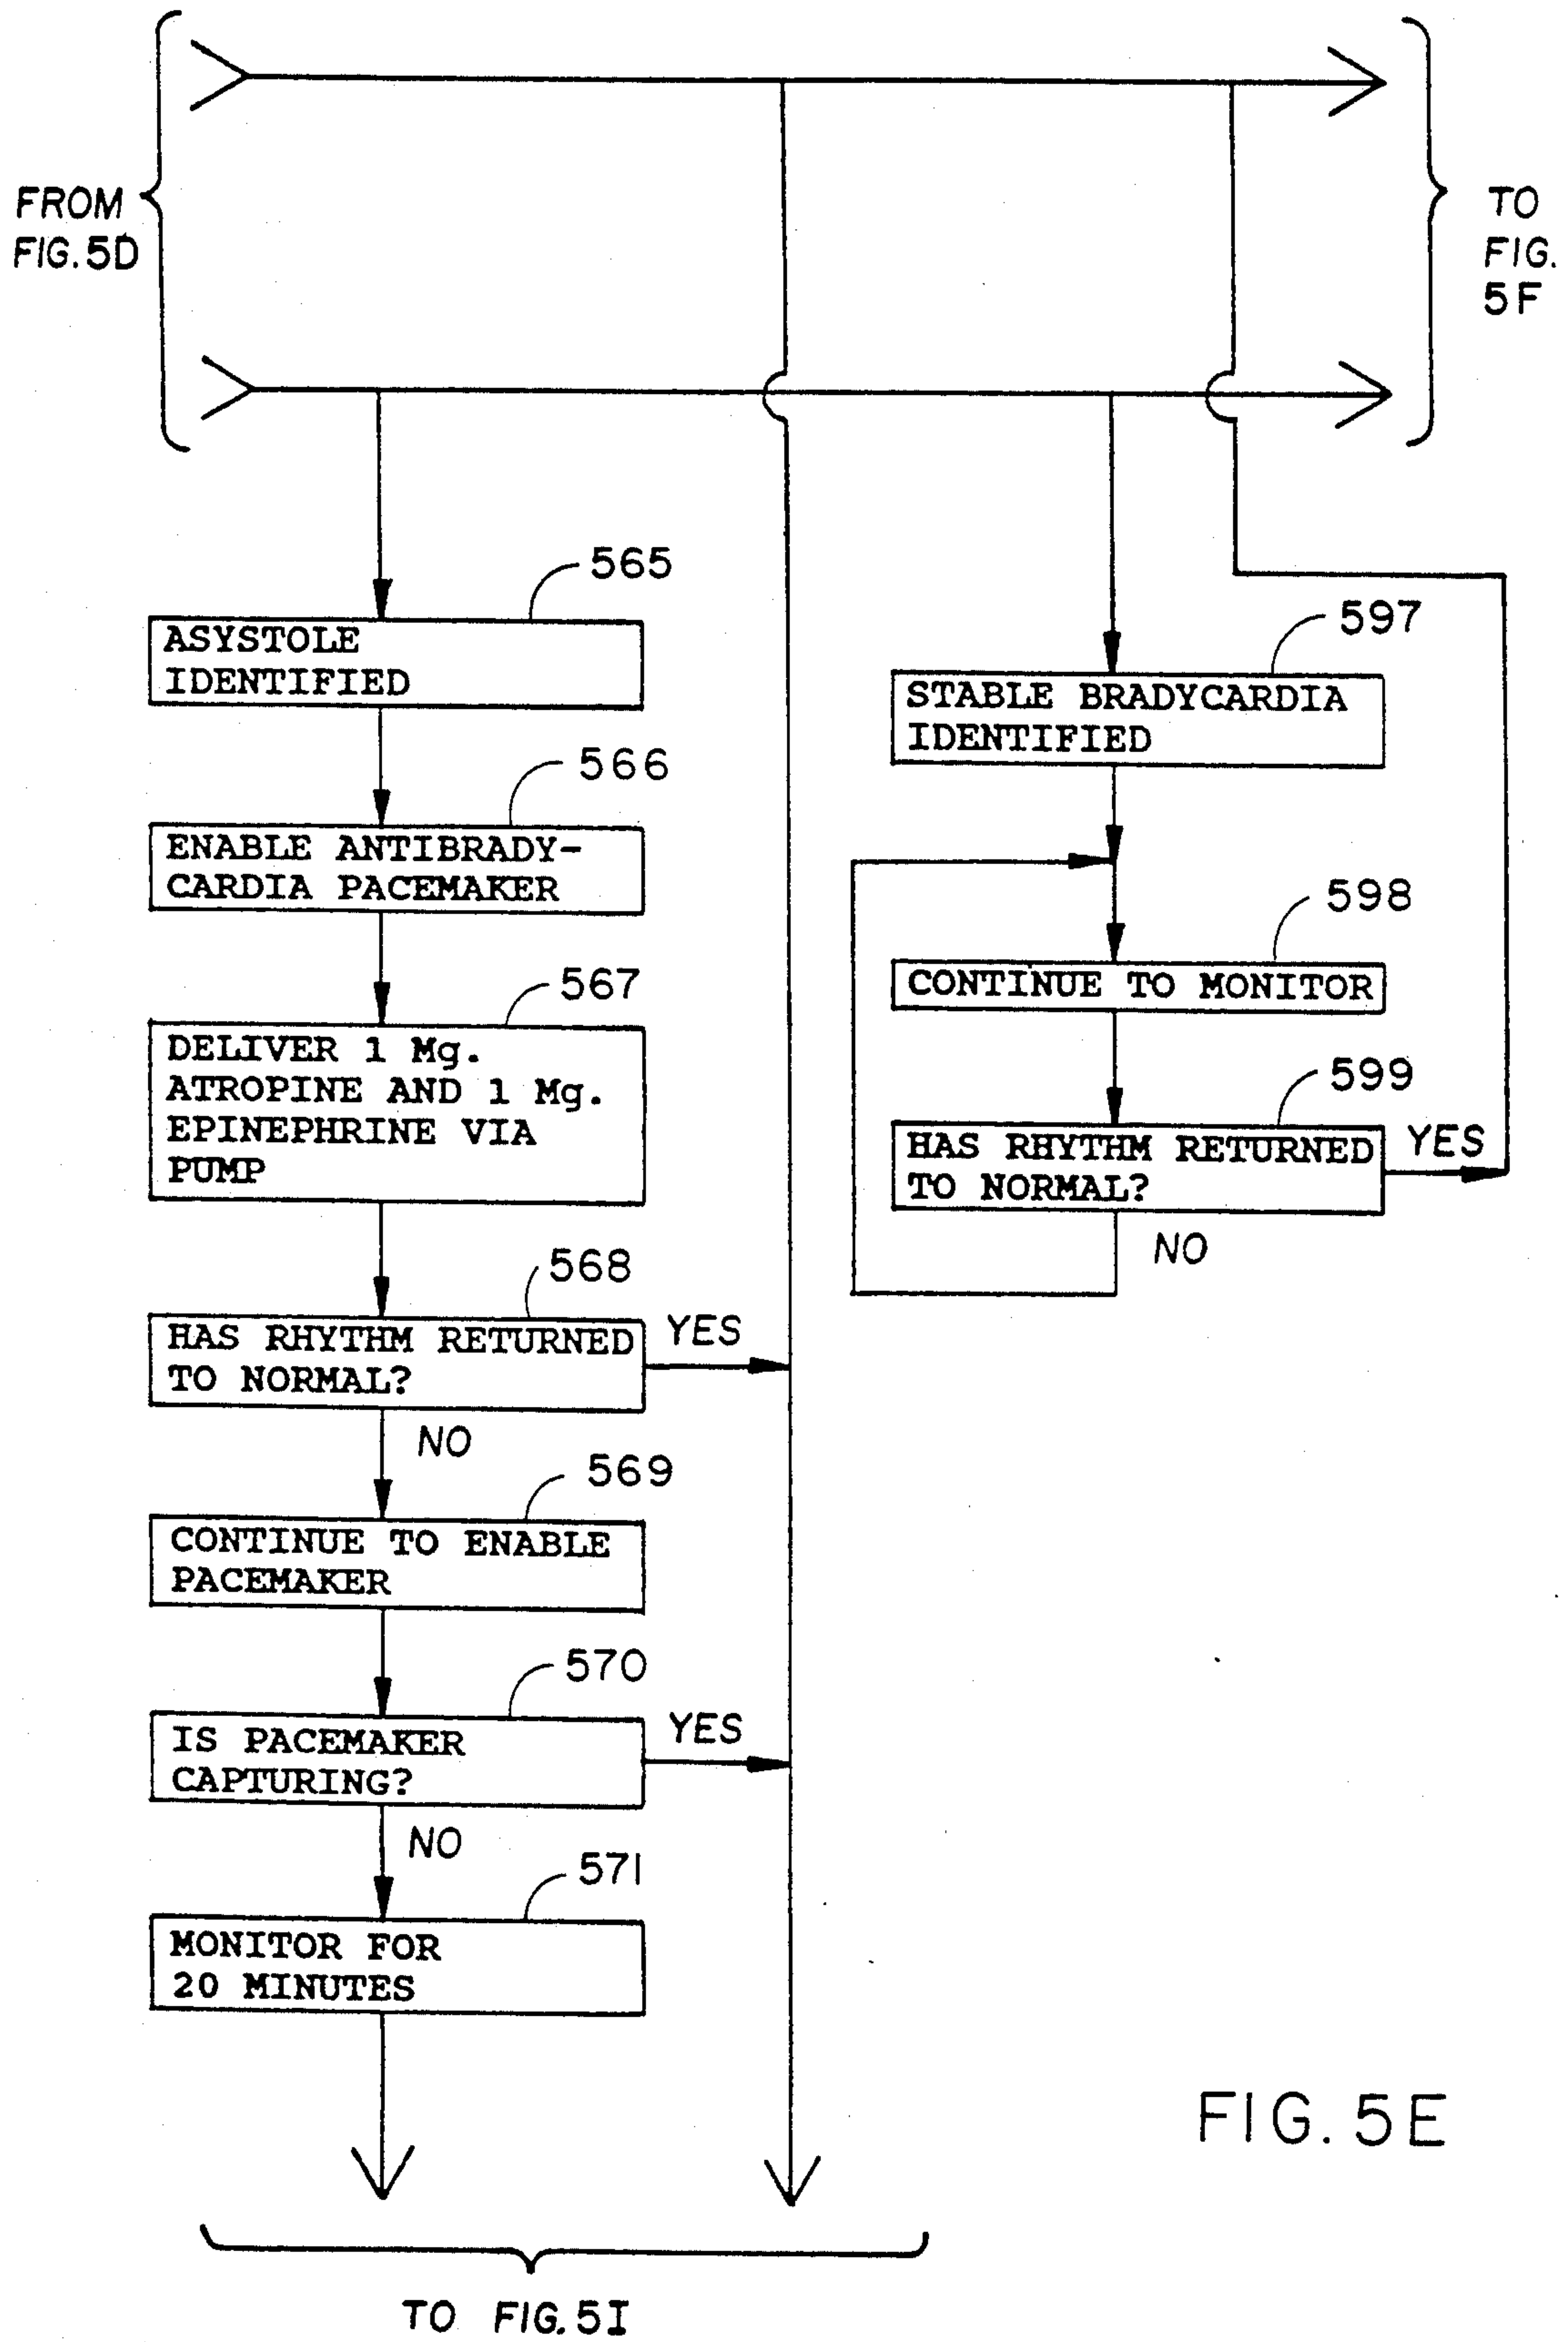 FROM
FIG. 5D
TO
FIG.
5F
565
ASYSTOLE
IDENTIFIED
566
ENABLE ANTIBRADY-
CARDIA PACEMAKER
567
DELIVER 1 Mg.
ATROPINE AND 1 Mg.
EPINEPHRINE VIA
PUMP
568
HAS RHYTHM RETURNED
TO NORMAL?
YES
NO
569
CONTINUE TO ENABLE
PACEMAKER
570
IS PACEMAKER
CAPTURING?
YES
NO
571
MONITOR FOR
20 MINUTES
597
STABLE BRADYCARDIA
IDENTIFIED
598
CONTINUE TO MONITOR
599
HAS RHYTHM RETURNED
TO NORMAL?
YES
NO
TO FIG. 5I
FIG. 5E